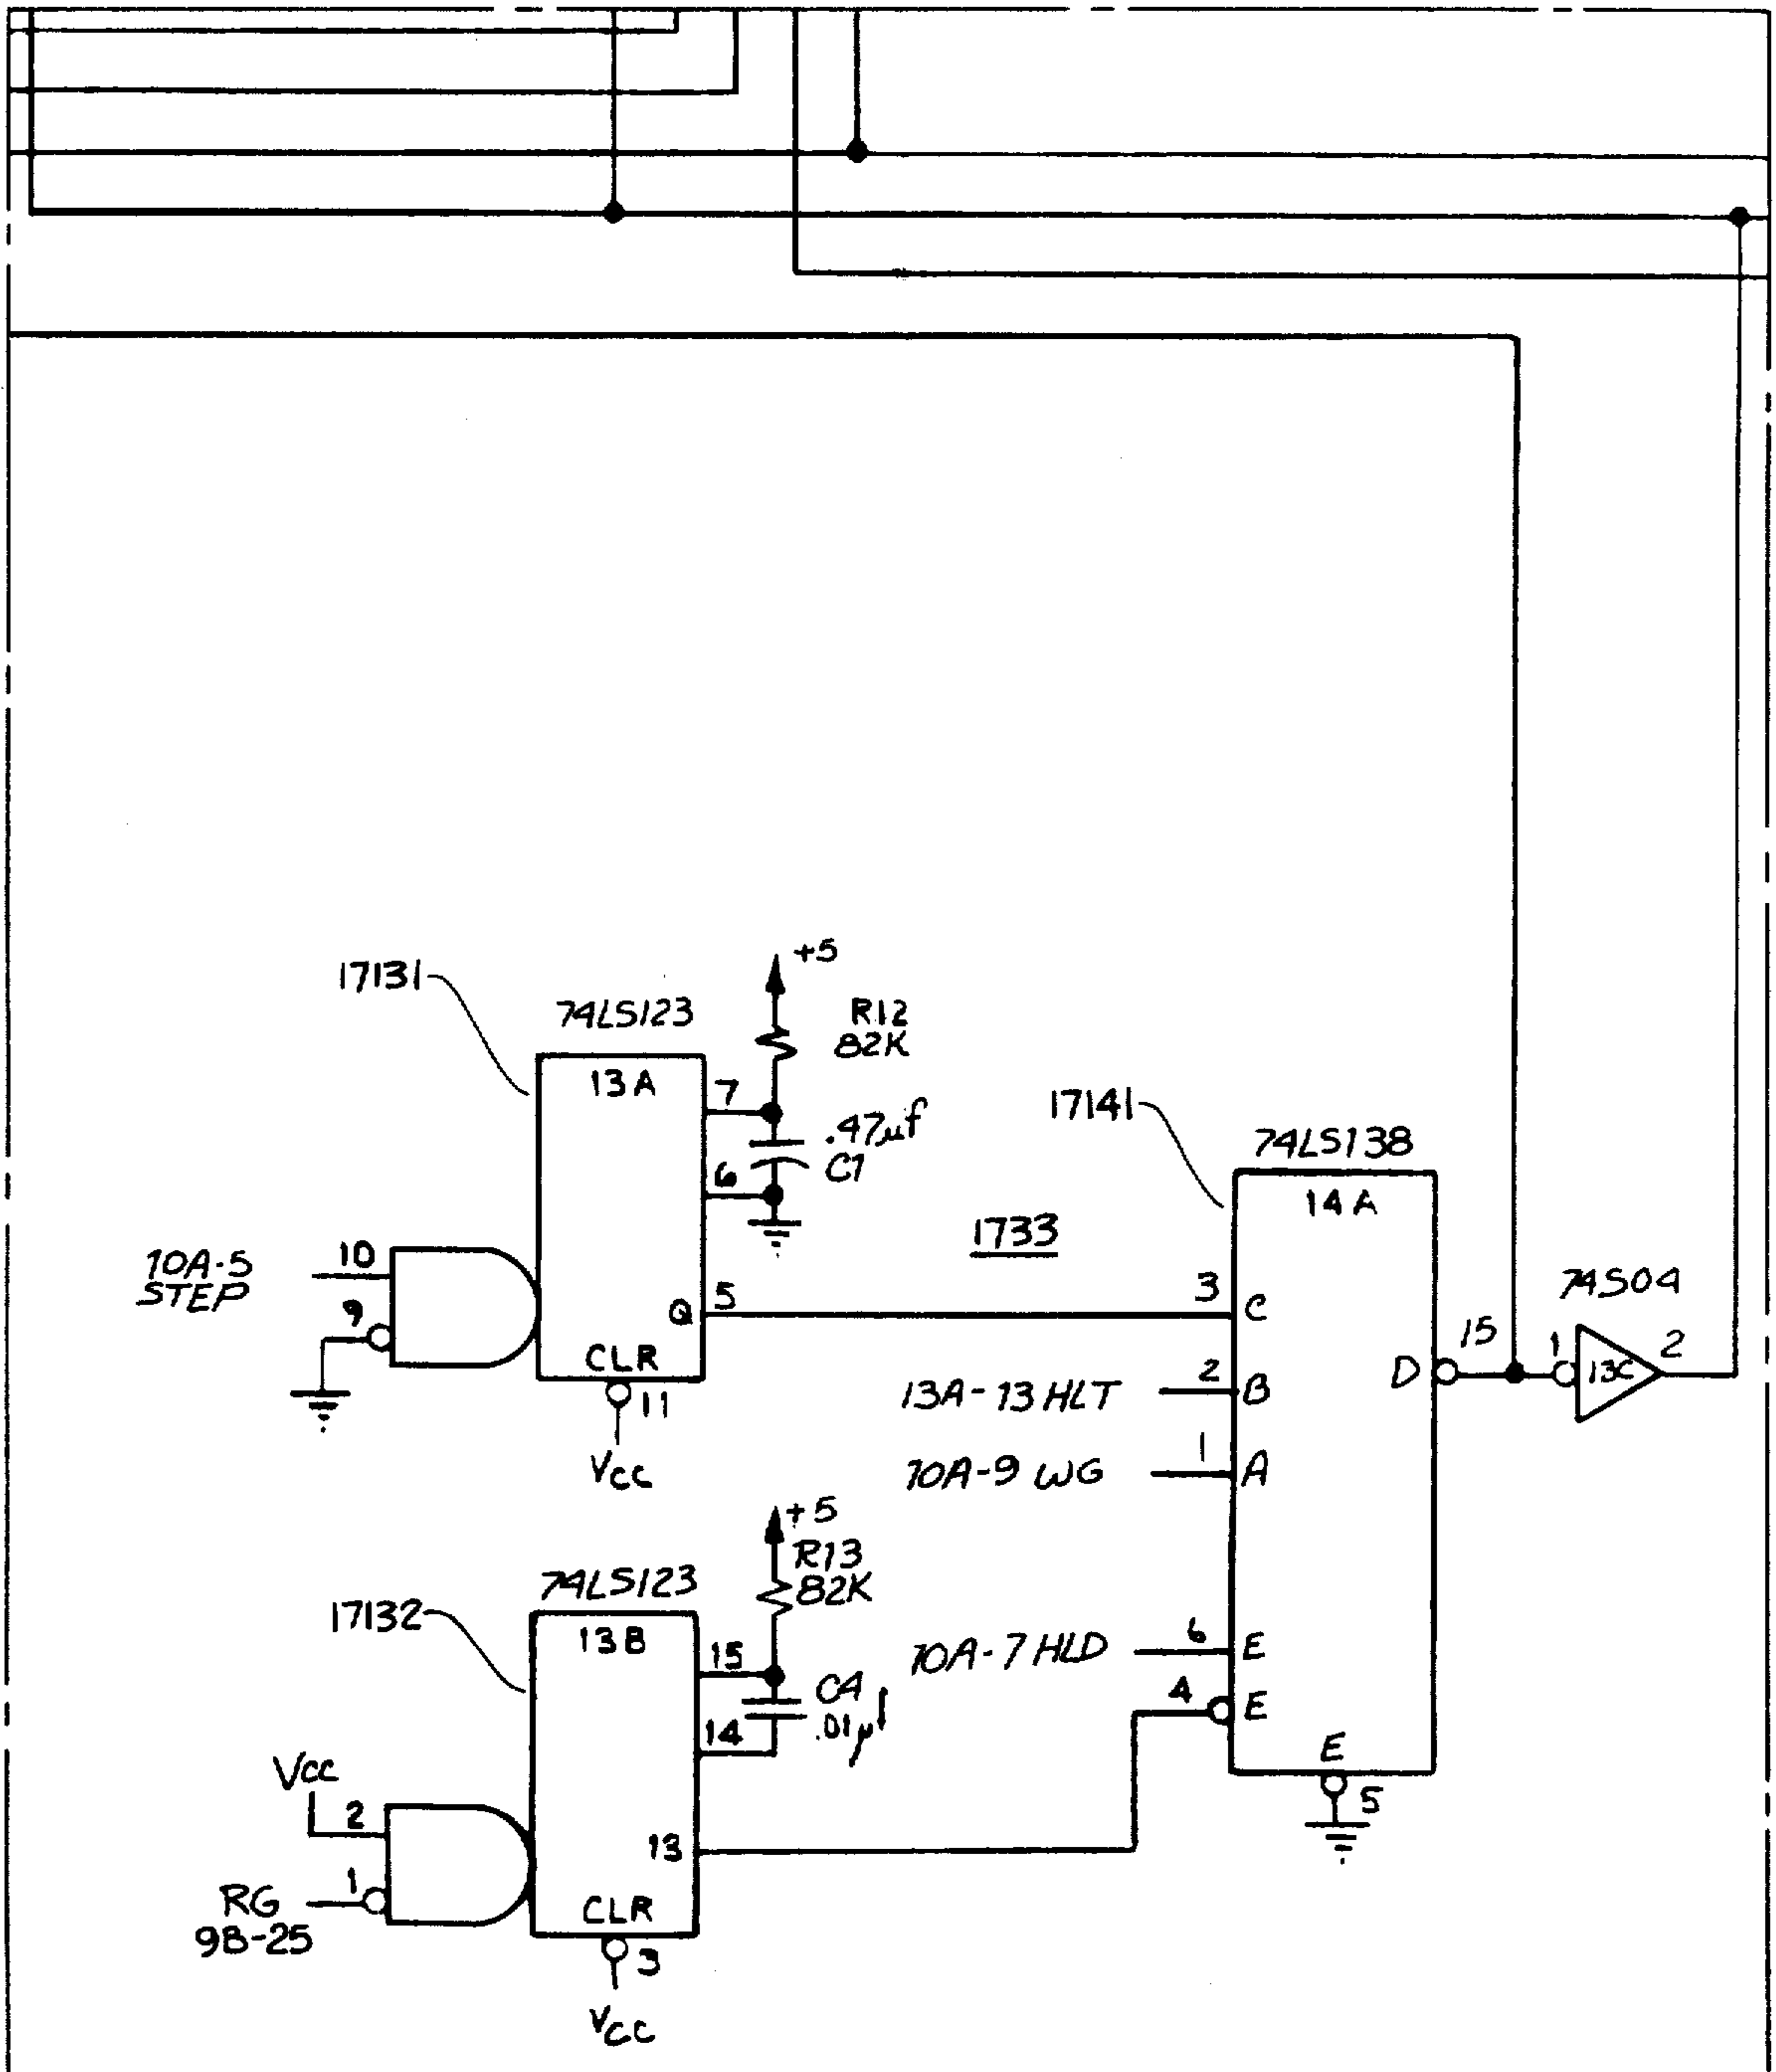 +5
17131
74LS123
R12
82K
13A
7
.47µf
C1
6
17141
74LS138
14A
1733
10A-5
STEP
10
9
Q
5
3
C
CLR
11
Vcc
13A-13 HLT
2
B
10A-9 WG
1
A
D
15
74S04
1
13C
2
+5
R13
82K
74LS123
17132
13B
15
C4
.01µf
14
10A-7 HLD
6
E
4
E
E
5
Vcc
2
13
RG
9B-25
1
CLR
3
Vcc